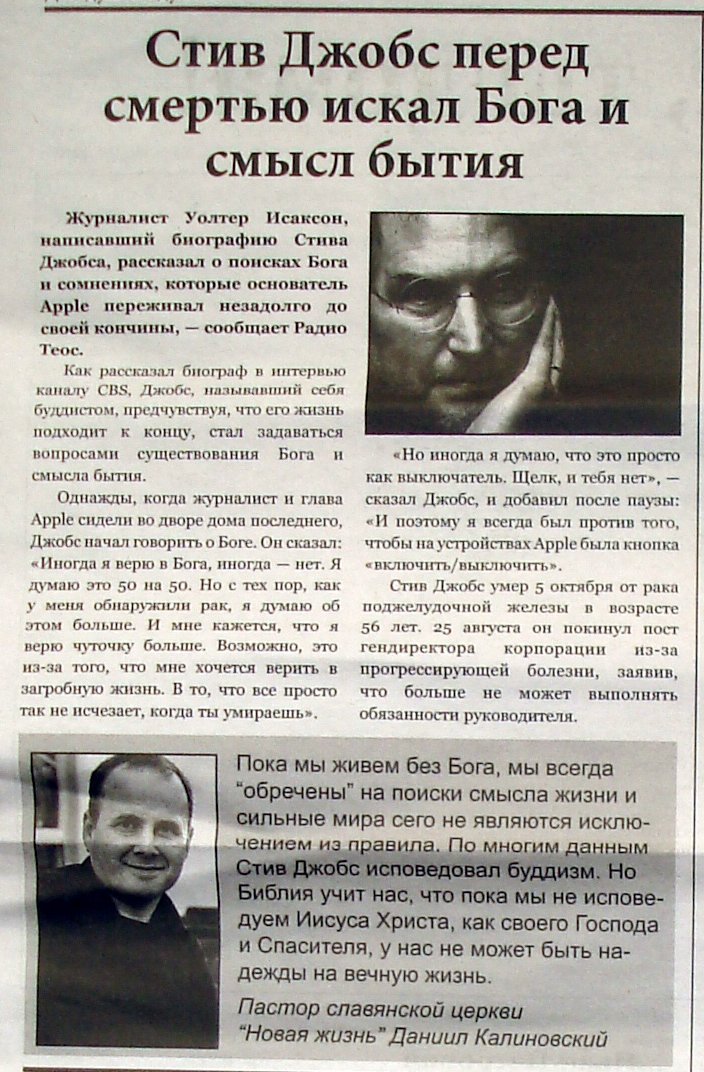 Стив Джобс перед
смертью искал Бога и
смысл бытия
Журналист Уолтер Исаксон,
написавший биографию Стива
Джобса, рассказал о поисках Бога
и сомнениях, которые основатель
Apple переживал незадолго до
своей кончины, — сообщает Радио
Теос.
Как рассказал биограф в интервью
каналу CBS, Джобс, называвший себя
буддистом, предчувствуя, что его жизнь
подходит к концу, стал задаваться
вопросами существования Бога и
смысла бытия.
Однажды, когда журналист и глава
Apple сидели во дворе дома последнего,
Джобс начал говорить о Боге. Он сказал:
«Иногда я верю в Бога, иногда — нет. Я
думаю это 50 на 50. Но с тех пор, как
у меня обнаружили рак, я думаю об
этом больше. И мне кажется, что я
верю чуточку больше. Возможно, это
из-за того, что мне хочется верить в
загробную жизнь. В то, что все просто
так не исчезает, когда ты умираешь».
«Но иногда я думаю, что это просто
как выключатель. Щелк, и тебя нет», —
сказал Джобс, и добавил после паузы:
«И поэтому я всегда был против того,
чтобы на устройствах Apple была кнопка
«включить/выключить».
Стив Джобс умер 5 октября от рака
поджелудочной железы в возрасте
56 лет. 25 августа он покинул пост
гендиректора корпорации из-за
прогрессирующей болезни, заявив,
что больше не может выполнять
обязанности руководителя.
Пока мы живем без Бога, мы всегда
“обречены” на поиски смысла жизни и
сильные мира сего не являются исклю-
чением из правила. По многим данным
Стив Джобс исповедовал буддизм. Но
Библия учит нас, что пока мы не испове-
дуем Иисуса Христа, как своего Господа
и Спасителя, у нас не может быть на-
дежды на вечную жизнь.
Пастор славянской церкви
“Новая жизнь” Даниил Калиновский